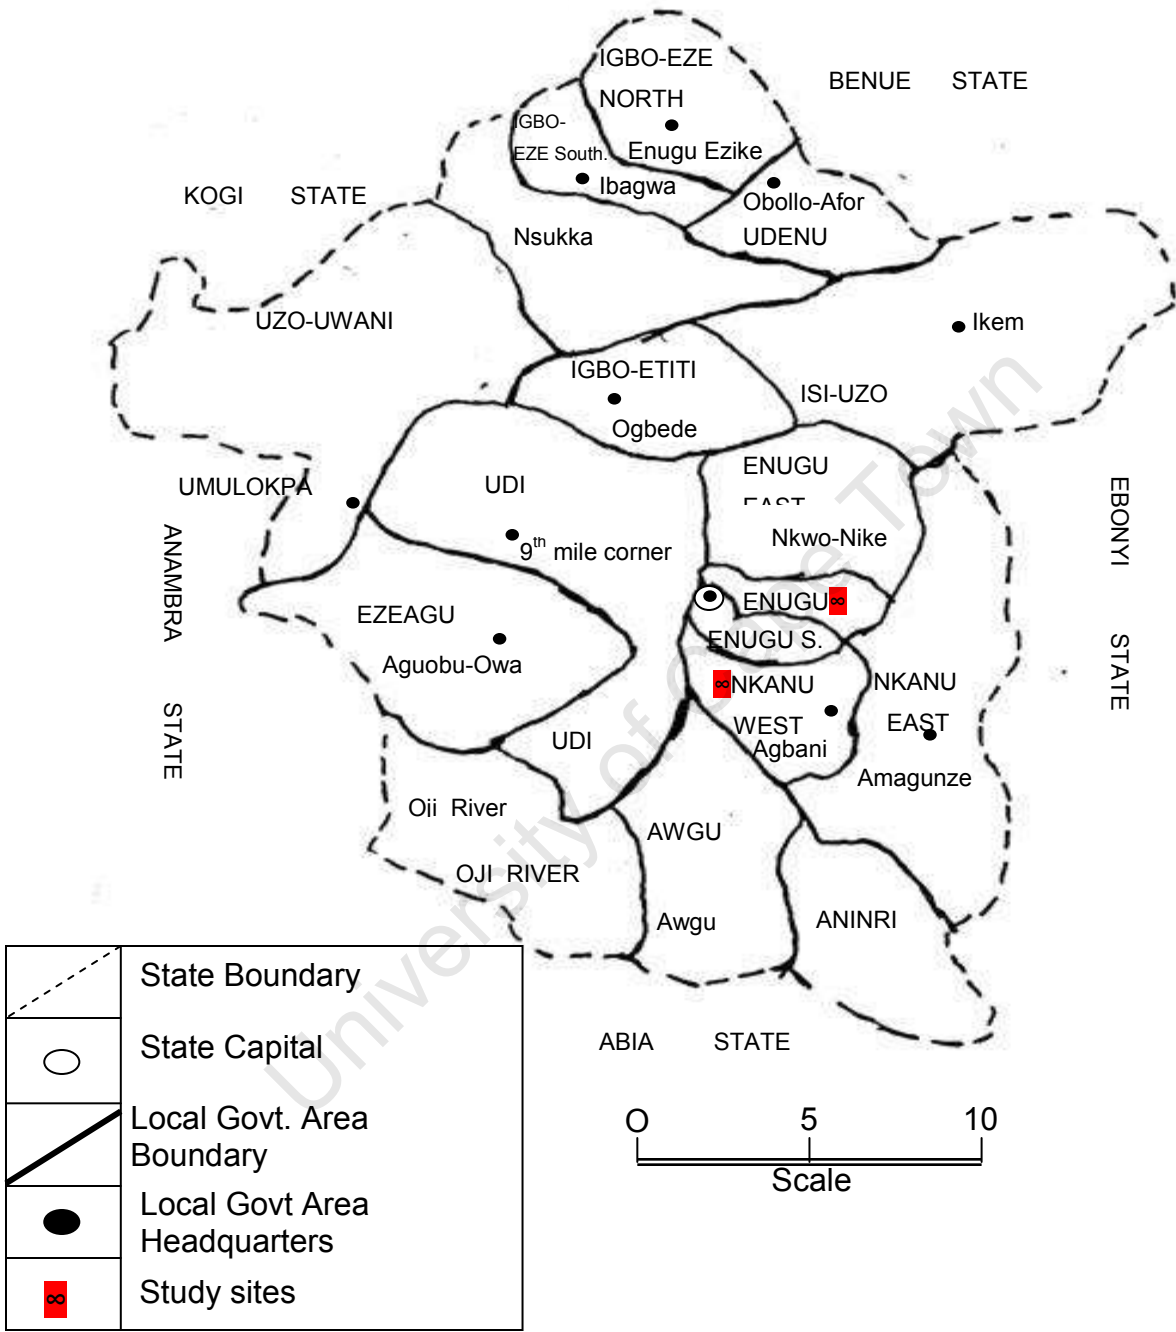 IGBO-EZE
BENUE STATE
NORTH
IGBO-
EZE South.
Enugu Ezike
KOGI STATE
Ibagwa
Obollo-Afor
Nsukka
UDENU
UZO-UWANI
Ikem
IGBO-ETITI
ISI-UZO
Ogbede
ENUGU
EAST
UMULOKPA
UDI
EBONYI STATE
ANAMBRA STATE
Nkwo-Nike
9th mile corner
ENUGU
∞
EZEAGU
ENUGU S.
Aguobu-Owa
∞
NKANU
WEST
NKANU
EAST
UDI
Agbani
Amagunze
Oii River
AWGU
OJI RIVER
Awgu
ANINRI
University of Cape Town
State Boundary
State Capital
Local Govt. Area
Boundary
Local Govt Area
Headquarters
∞
Study sites
ABIA STATE
O 5 10
Scale